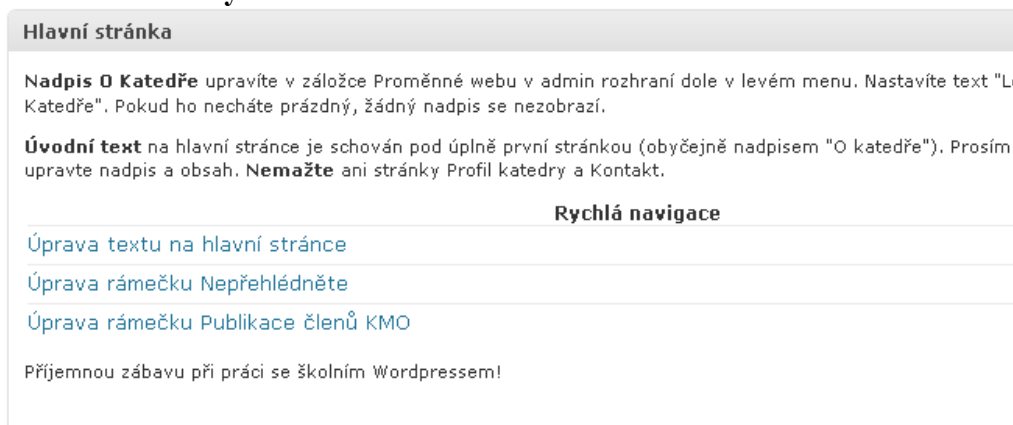 Hlavní stránka
Nadpis O Katedře upravíte v záložce Proměnné webu v admin rozhraní dole v levém menu. Nastavíte text
Katedře". Pokud ho necháte prázdný, žádný nadpis se nezobrazí.
Úvodní text na hlavní stránce je schován pod úplně první stránkou (obyčejně nadpisem "O katedře"). Prosím
upravte nadpis a obsah. Nemažte ani stránky Profil katedry a Kontakt.
Rychlá navigace
Úprava textu na hlavní stránce
Úprava rámečku Nepřehlédněte
Úprava rámečku Publikace členů KMO
Příjemnou zábavu při práci se školním Wordpressem!